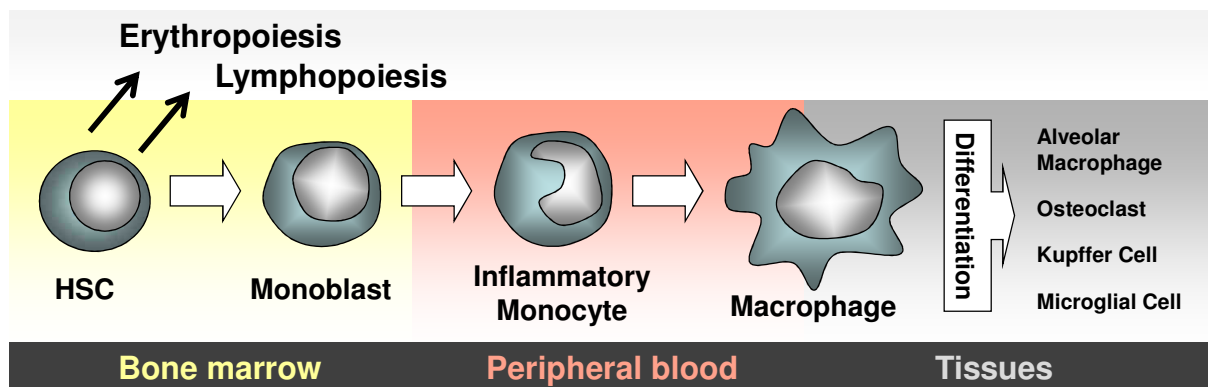 Erythropoiesis
Lymphopoiesis
HSC
Monoblast
Inflammatory
Monocyte
Macrophage
Differentiation
Alveolar
Macrophage
Osteoclast
Kupffer Cell
Microglial Cell
Bone marrow
Peripheral blood
Tissues